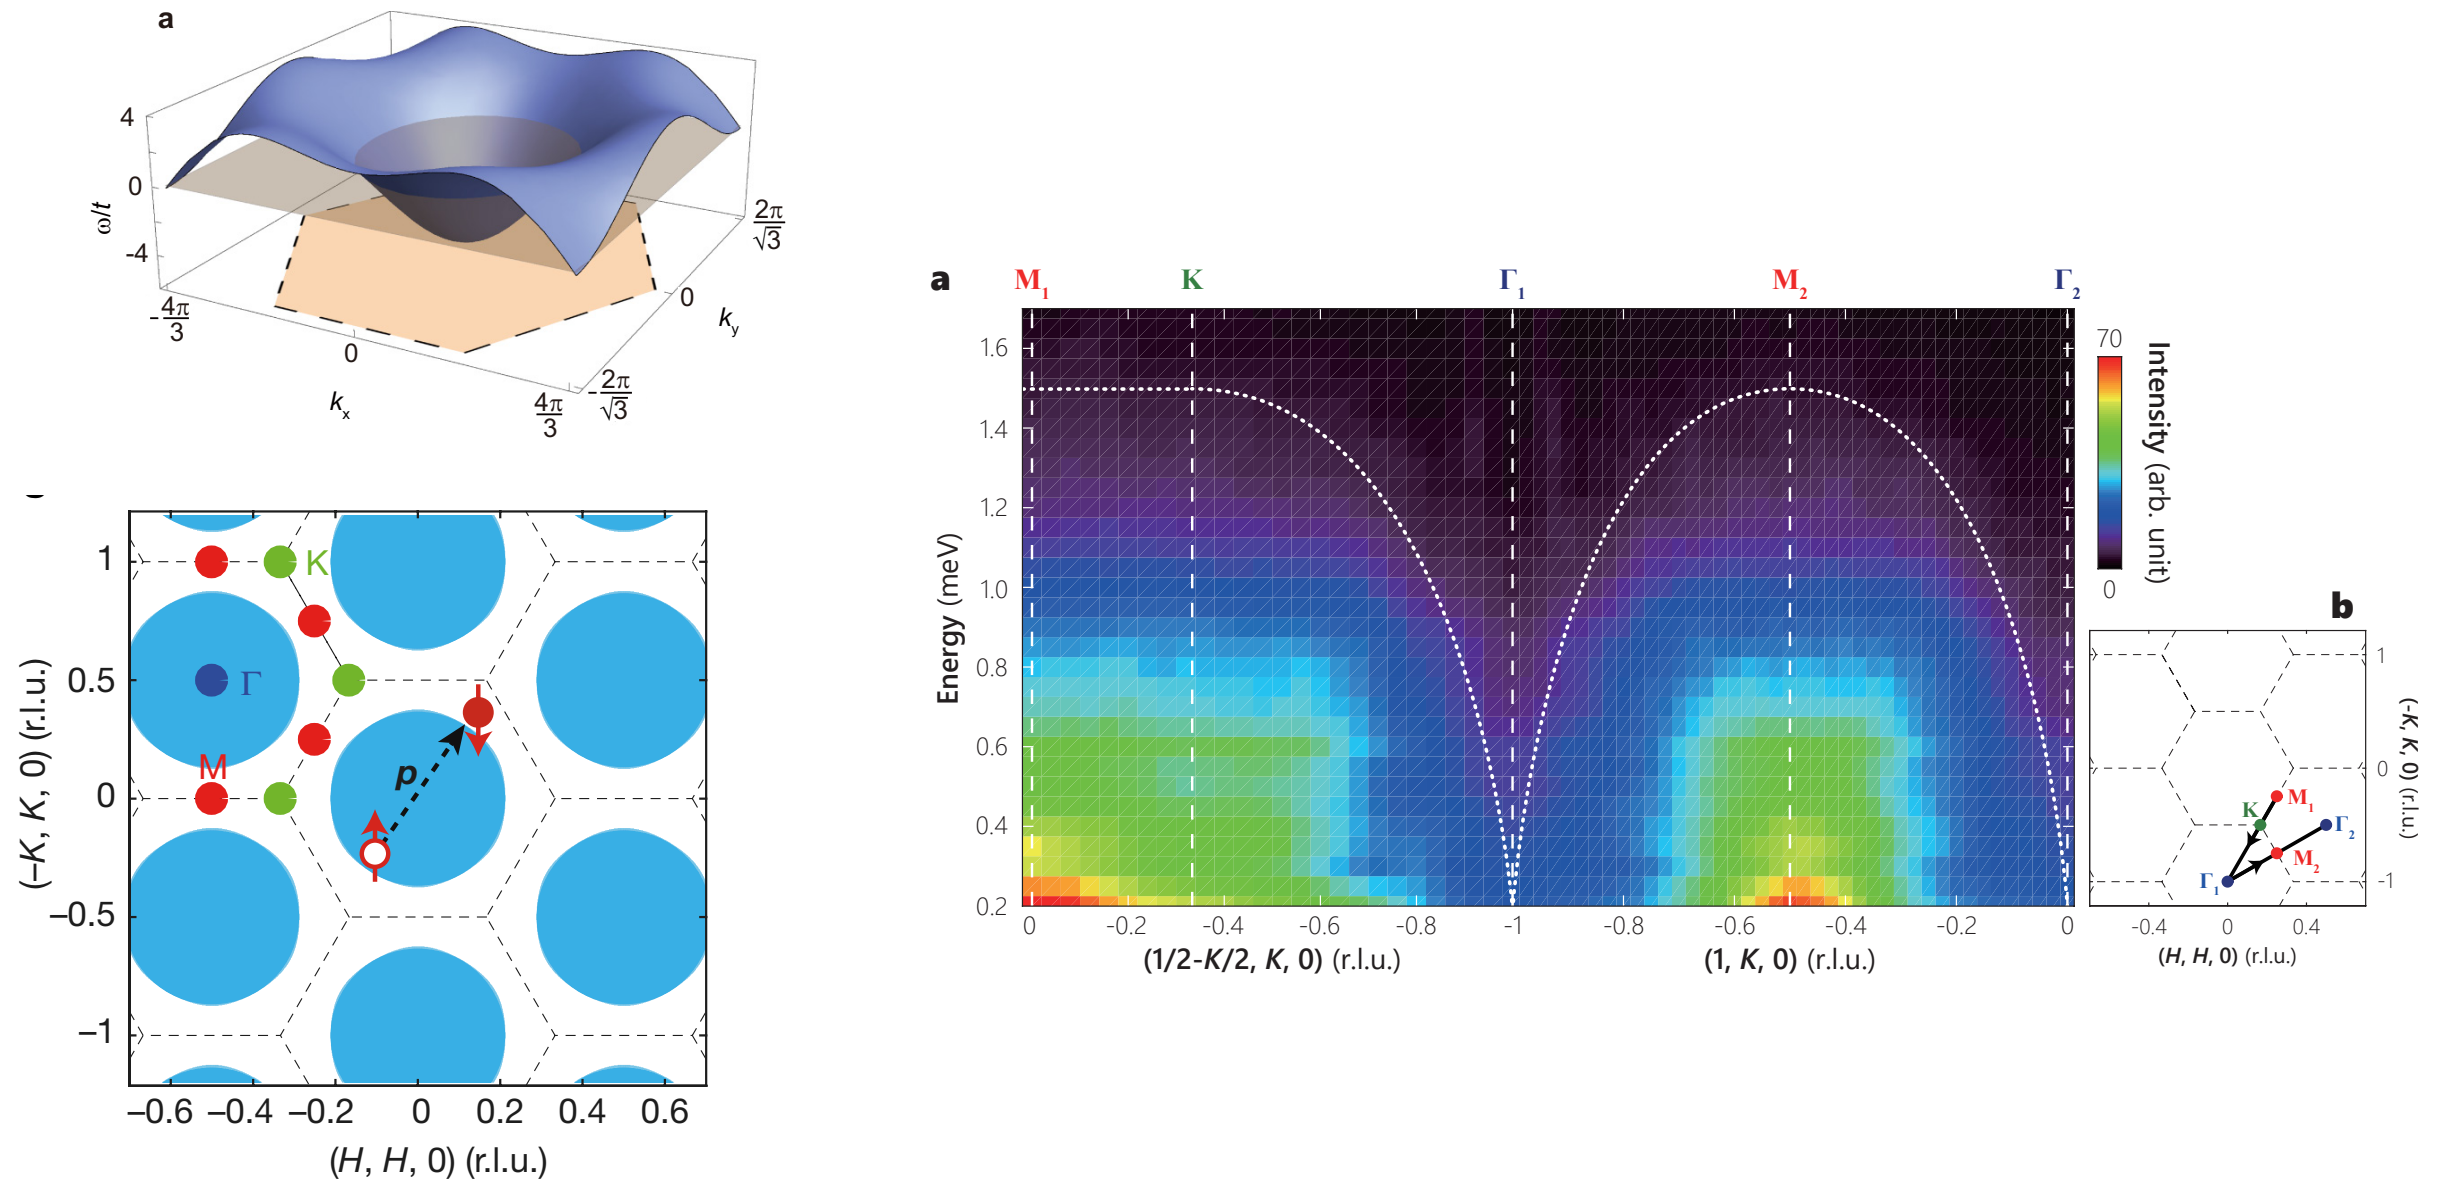 a
4
0
-4
ω/t
-4π/3
0
4π/3
kx
-2π/√3
0
2π/√3
ky
1
0.5
0
−0.5
−1
(−K, K, 0) (r.l.u.)
K
Γ
M
p
−0.6 −0.4 −0.2 0 0.2 0.4 0.6
(H, H, 0) (r.l.u.)
a
M1 K Γ1 M2 Γ2
1.6
1.4
1.2
1.0
0.8
0.6
0.4
0.2
Energy (meV)
0 -0.2 -0.4 -0.6 -0.8 -1 -0.8 -0.6 -0.4 -0.2 0
(1/2-K/2, K, 0) (r.l.u.) (1, K, 0) (r.l.u.)
70
0
Intensity (arb. unit)
b
1
0
-1
(-K, K, 0) (r.l.u.)
K
M1
Γ2
M2
Γ1
-0.4 0 0.4
(H, H, 0) (r.l.u.)